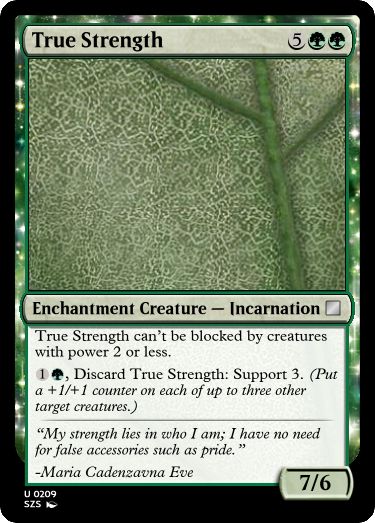 True Strength 5
Enchantment Creature — Incarnation
True Strength can't be blocked by creatures
with power 2 or less.
1, Discard True Strength: Support 3. (Put
a +1/+1 counter on each of up to three other
target creatures.)
“My strength lies in who I am; I have no need
for false accessories such as pride.”
-Maria Cadenzavna Eve
7/6
U 0209
SZS